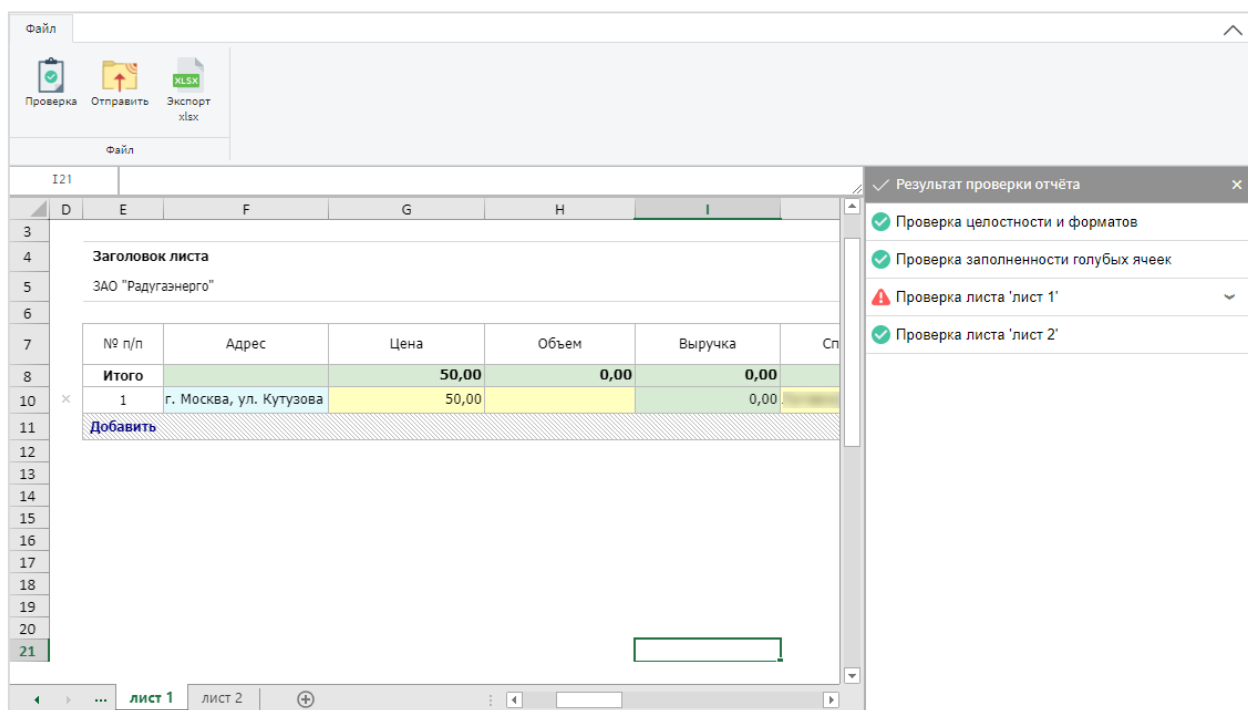 Файл
XLSX
Проверка Отправить Экспорт
xlsx
Файл
I21
Результат проверки отчёта
D E F G H I
Проверка целостности и форматов
3
4 Заголовок листа
Проверка заполненности голубых ячеек
5 ЗАО "Радугаэнерго"
Проверка листа 'лист 1'
6
7 № п/п Адрес Цена Объем Выручка Сп
Проверка листа 'лист 2'
8 Итого 50,00 0,00 0,00
10 1 г. Москва, ул. Кутузова 50,00 0,00
11 Добавить
12
13
14
15
16
17
18
19
20
21
... лист 1 лист 2